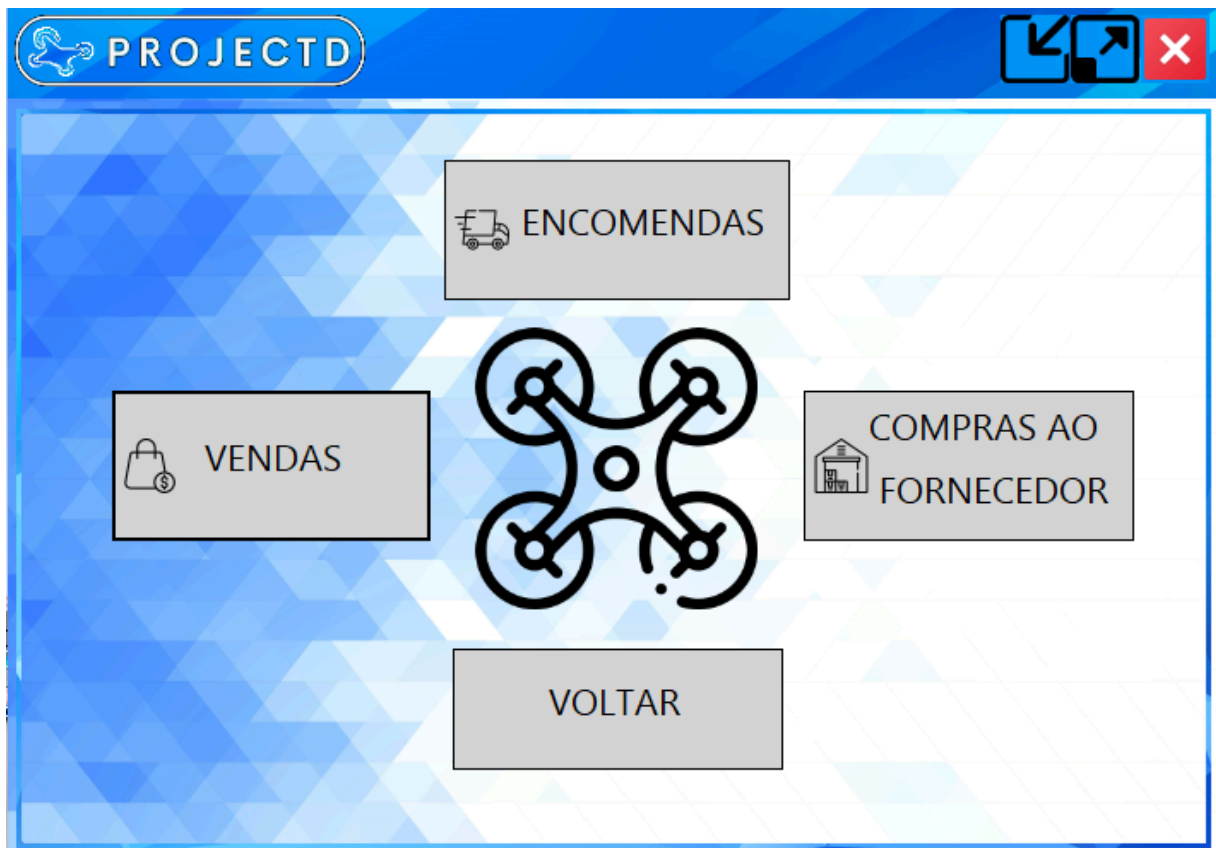 PROJECTD
ENCOMENDAS
VENDAS
COMPRAS AO
FORNECEDOR
VOLTAR